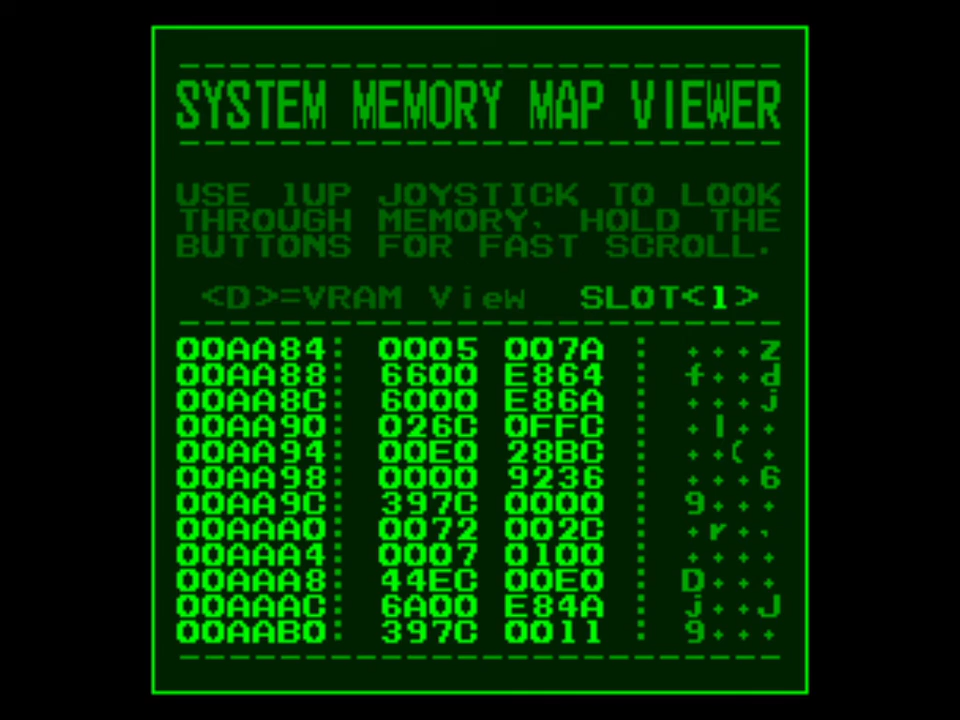 ------------------------
SYSTEM MEMORY MAP VIEWER
------------------------
USE 1UP JOYSTICK TO LOOK
THROUGH MEMORY. HOLD THE
BUTTONS FOR FAST SCROLL.
<D>=VRAM View SLOT<1>
------------------------
00AA84: 0005 007A : ...z
00AA88: 6600 E864 : f..d
00AA8C: 6000 E86A : ...j
00AA90: 026C 0FFC : .l..
00AA94: 00E0 28BC : ..(.
00AA98: 0000 9236 : ...6
00AA9C: 397C 0000 : 9...
00AAA0: 0072 002C : .r.,
00AAA4: 0007 0100 : ....
00AAA8: 44EC 00E0 : D...
00AAAC: 6A00 E84A : j..J
00AAB0: 397C 0011 : 9...
------------------------